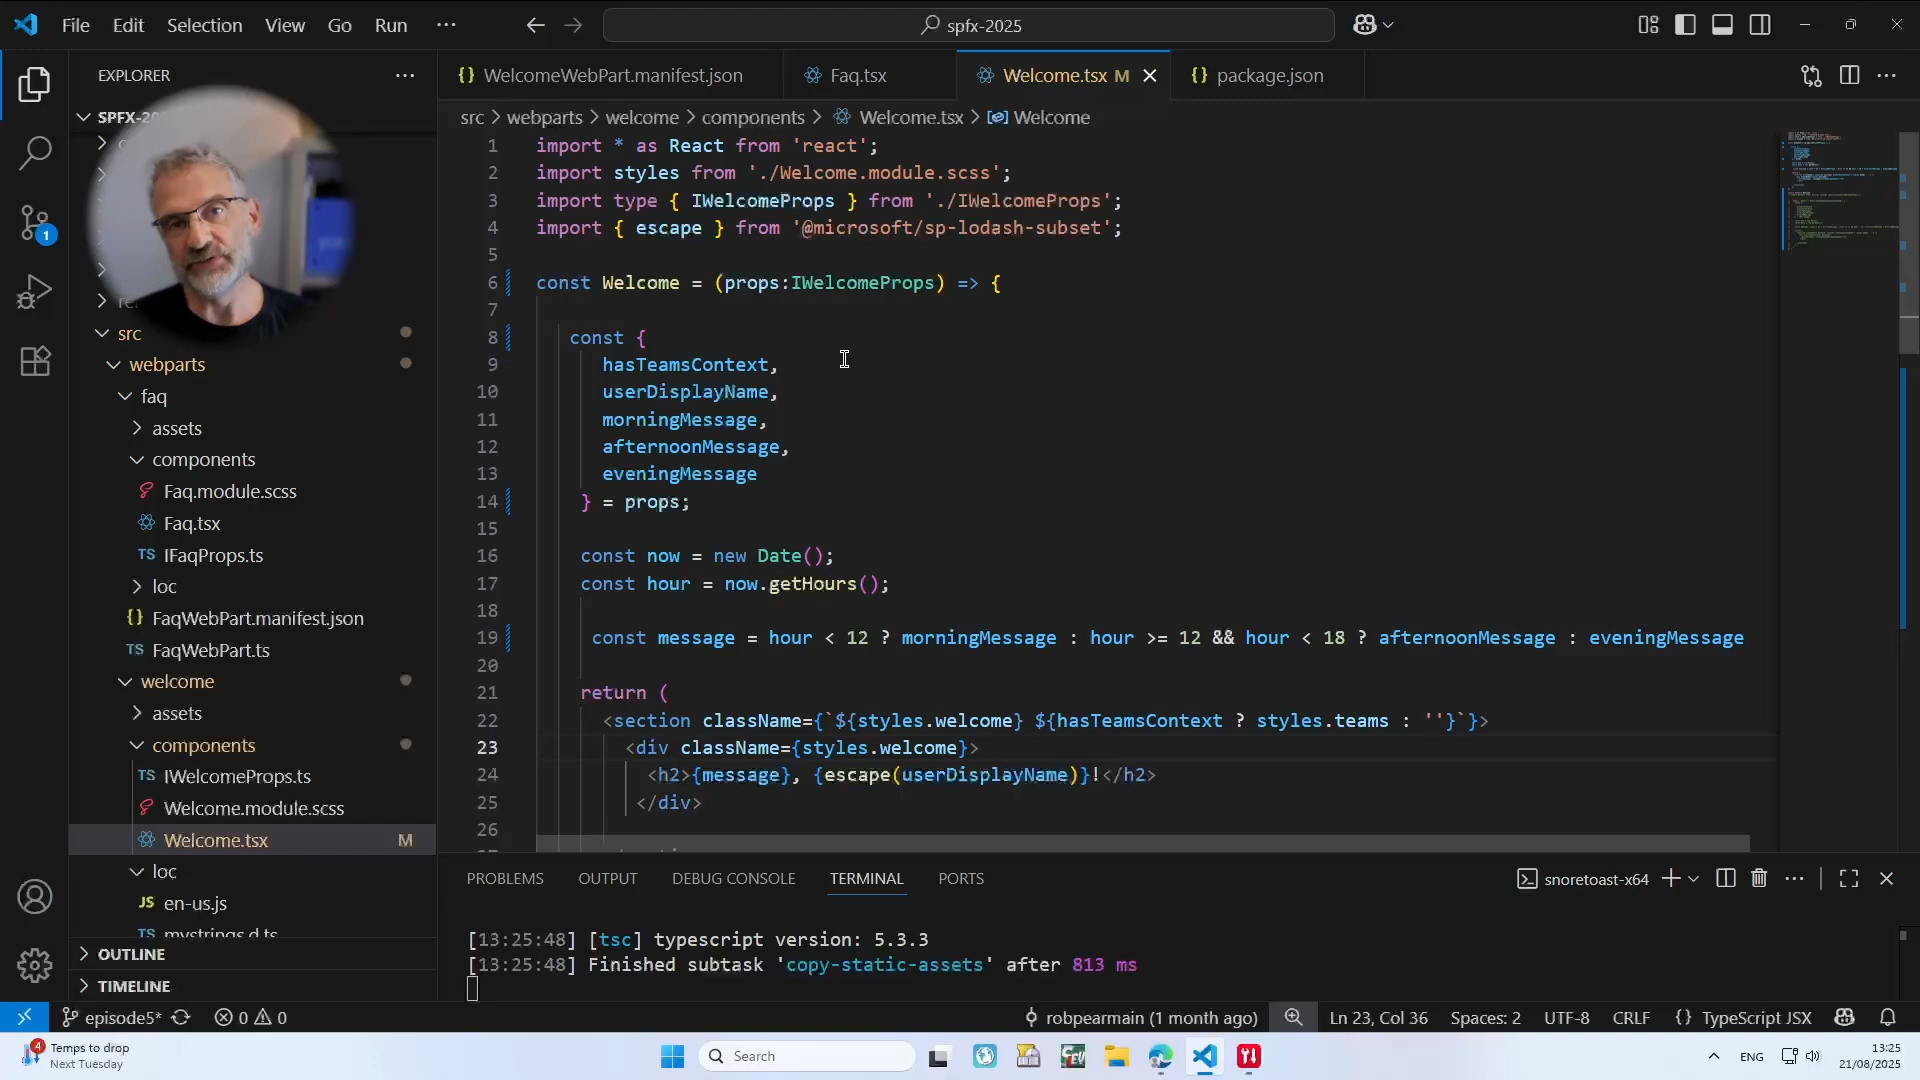 File Edit Selection View Go Run
spfx-2025
EXPLORER
SPFX-20
src
webparts
faq
assets
components
Faq.module.scss
Faq.tsx
IFaqProps.ts
loc
FaqWebPart.manifest.json
FaqWebPart.ts
welcome
assets
components
IWelcomeProps.ts
Welcome.module.scss
Welcome.tsx M
loc
en-us.js
mystrings.d.ts
OUTLINE
TIMELINE
WelcomeWebPart.manifest.json Faq.tsx Welcome.tsx M package.json
src > webparts > welcome > components > Welcome.tsx > Welcome
1 import * as React from 'react';
2 import styles from './Welcome.module.scss';
3 import type { IWelcomeProps } from './IWelcomeProps';
4 import { escape } from '@microsoft/sp-lodash-subset';
5
6 const Welcome = (props:IWelcomeProps) => {
7
8 const {
9 hasTeamsContext,
10 userDisplayName,
11 morningMessage,
12 afternoonMessage,
13 eveningMessage
14 } = props;
15
16 const now = new Date();
17 const hour = now.getHours();
18
19 const message = hour < 12 ? morningMessage : hour >= 12 && hour < 18 ? afternoonMessage : eveningMessage
20
21 return (
22 <section className={`${styles.welcome} ${hasTeamsContext ? styles.teams : ''}`}>
23 <div className={styles.welcome}>
24 <h2>{message}, {escape(userDisplayName)}!</h2>
25 </div>
26
PROBLEMS OUTPUT DEBUG CONSOLE TERMINAL PORTS
snoretoast-x64
[13:25:48] [tsc] typescript version: 5.3.3
[13:25:48] Finished subtask 'copy-static-assets' after 813 ms
episode5* 0 0
robpearmain (1 month ago) Ln 23, Col 36 Spaces: 2 UTF-8 CRLF {} TypeScript JSX
Temps to drop
Next Tuesday
Search
ENG
13:25
21/08/2025